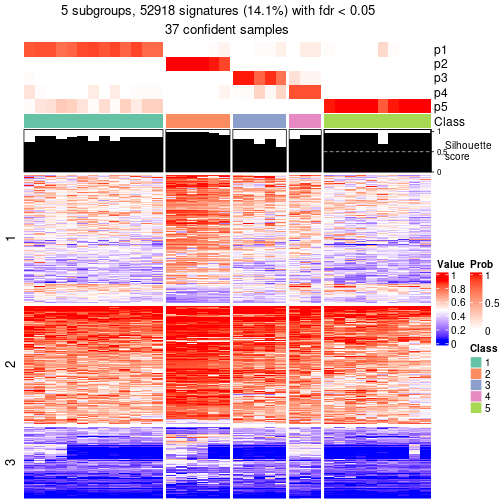 5 subgroups, 52918 signatures (14.1%) with fdr < 0.05
37 confident samples
p1
p2
p3
p4
p5
Class
1
0.5
0
Silhouette
score
1
2
3
Value
1
0.8
0.6
0.4
0.2
0
Prob
1
0.5
0
Class
1
2
3
4
5